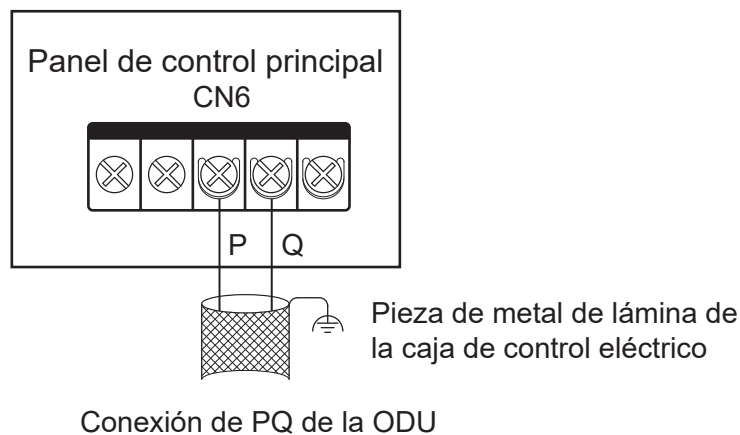 Panel de control principal
CN6
P Q
Pieza de metal de lámina de
la caja de control eléctrico
Conexión de PQ de la ODU